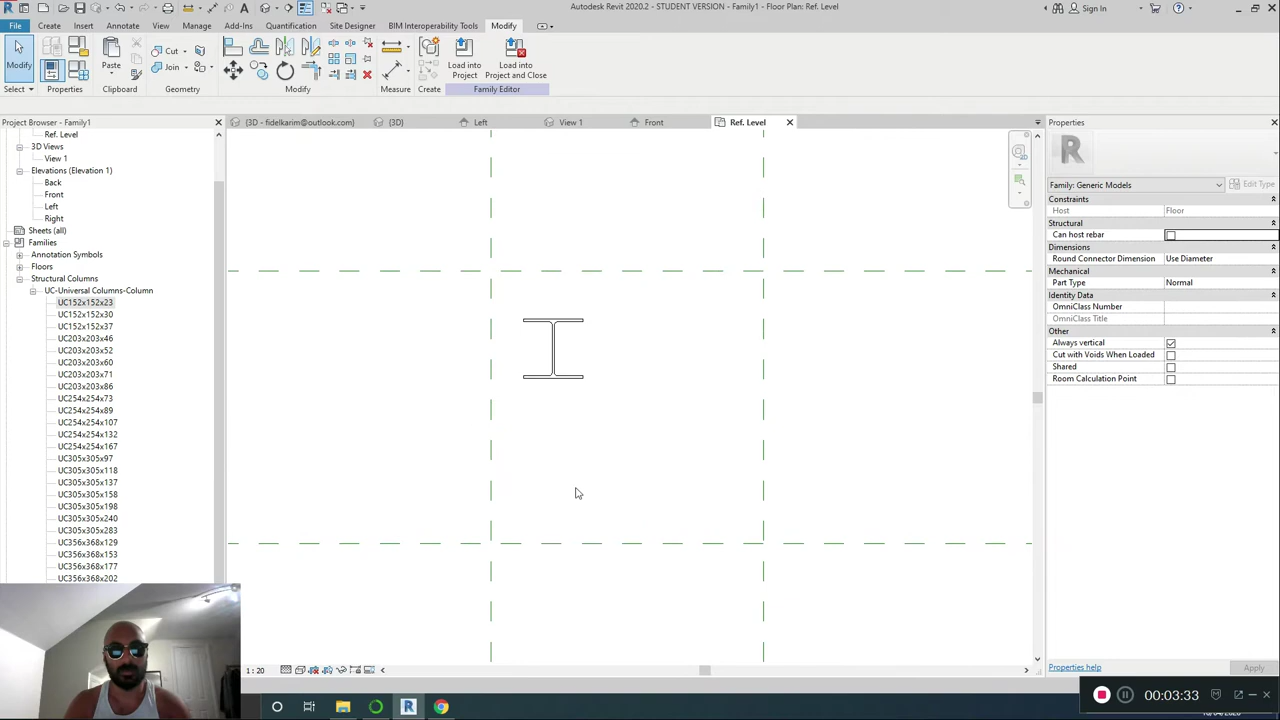 Autodesk Revit 2020.2 - STUDENT VERSION - Family1 - Floor Plan: Ref. Level
Sign In
File Create Insert Annotate View Manage Add-Ins Quantification Site Designer BIM Interoperability Tools Modify
Modify
Paste
Cut
Join
Load into
Project
Load into
Project and Close
Select Properties Clipboard Geometry Modify Measure Create Family Editor
Project Browser - Family1
{3D - fidelkarim@outlook.com} {3D} Left View 1 Front Ref. Level
Ref. Level
3D Views
View 1
Elevations (Elevation 1)
Back
Front
Left
Right
Sheets (all)
Families
Annotation Symbols
Floors
Structural Columns
UC-Universal Columns-Column
UC152x152x23
UC152x152x30
UC152x152x37
UC203x203x46
UC203x203x52
UC203x203x60
UC203x203x71
UC203x203x86
UC254x254x73
UC254x254x89
UC254x254x107
UC254x254x132
UC254x254x167
UC305x305x97
UC305x305x118
UC305x305x137
UC305x305x158
UC305x305x198
UC305x305x240
UC305x305x283
UC356x368x129
UC356x368x153
UC356x368x177
UC356x368x202
Properties
Family: Generic Models Edit Type
Constraints
Host Floor
Structural
Can host rebar
Dimensions
Round Connector Dimension Use Diameter
Mechanical
Part Type Normal
Identity Data
OmniClass Number
OmniClass Title
Other
Always vertical
Cut with Voids When Loaded
Shared
Room Calculation Point
Properties help Apply
1 : 20
00:03:33